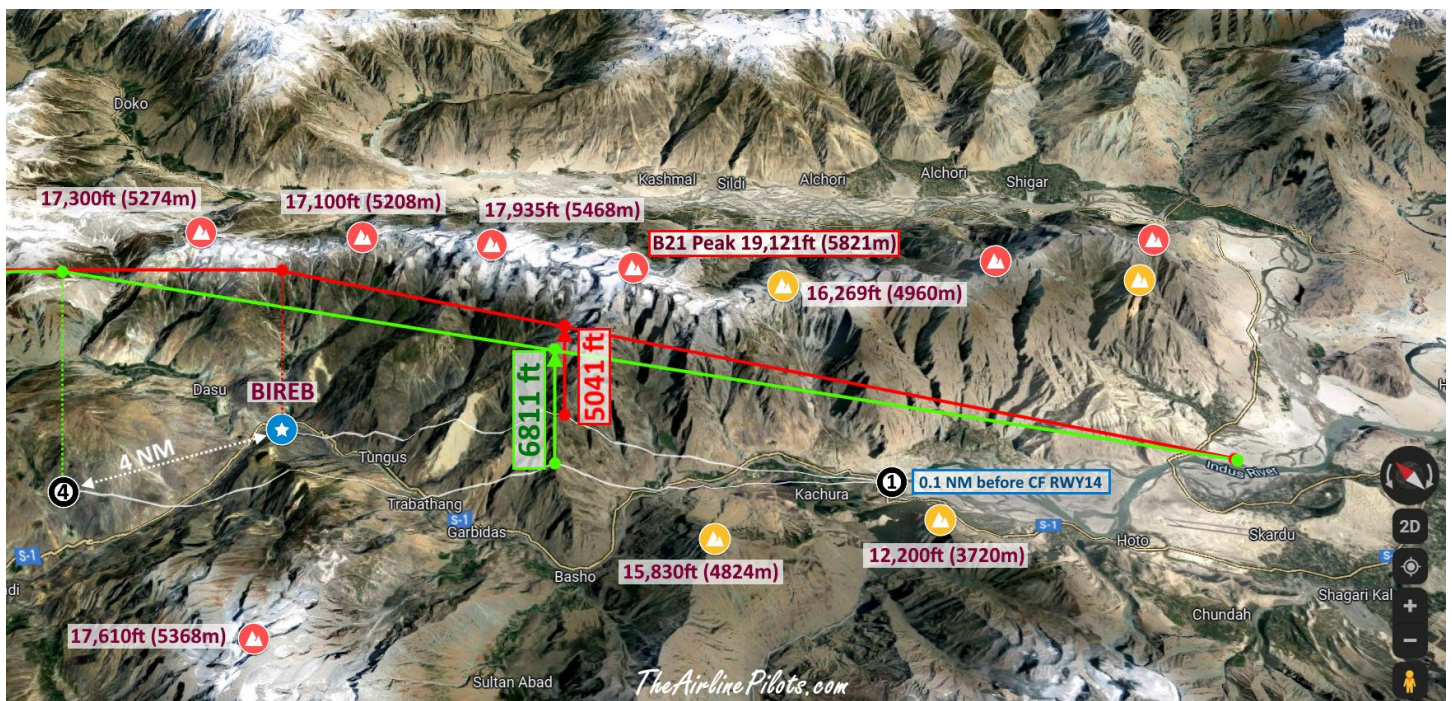 Doko
Kashmal
Sildi
Alchori
Alchori
Shigar
17,300ft (5274m)
17,100ft (5208m)
17,935ft (5468m)
B21 Peak 19,121ft (5821m)
16,269ft (4960m)
6811 ft
5041 ft
Dasu
BIREB
4 NM
4
Tungus
Trabathang
S-1
Garbidas
S-1
Basho
Kachura
1
0.1 NM before CF RWY14
Indus River
S-1
Hoto
Skardu
12,200ft (3720m)
15,830ft (4824m)
17,610ft (5368m)
Sultan Abad
Chundah
Shagari Kal
2D
+
−
TheAirlinePilots.com